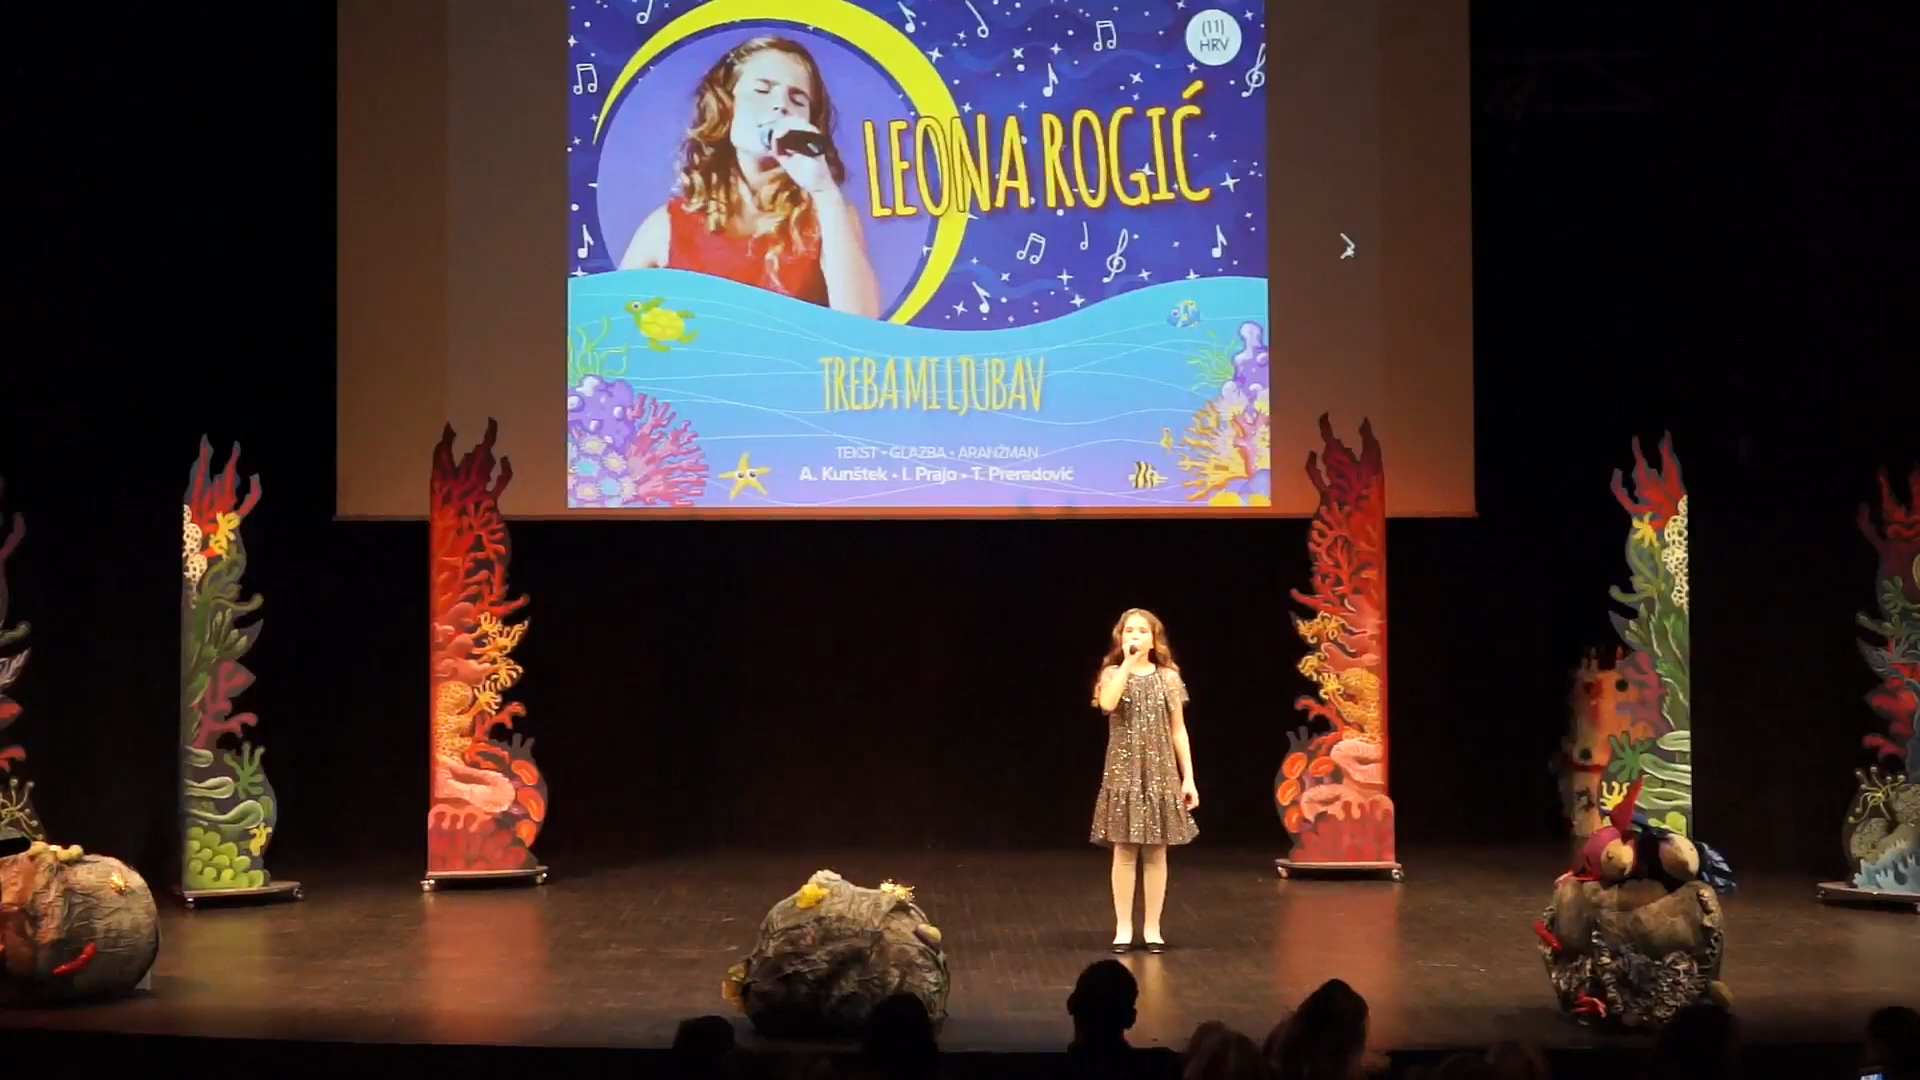 (11)
HRV
LEONA ROGIĆ
TREBA MI LJUBAV
TEKST • GLAZBA • ARANŽMAN
A. Kunštek • I. Prajo • T. Preradović